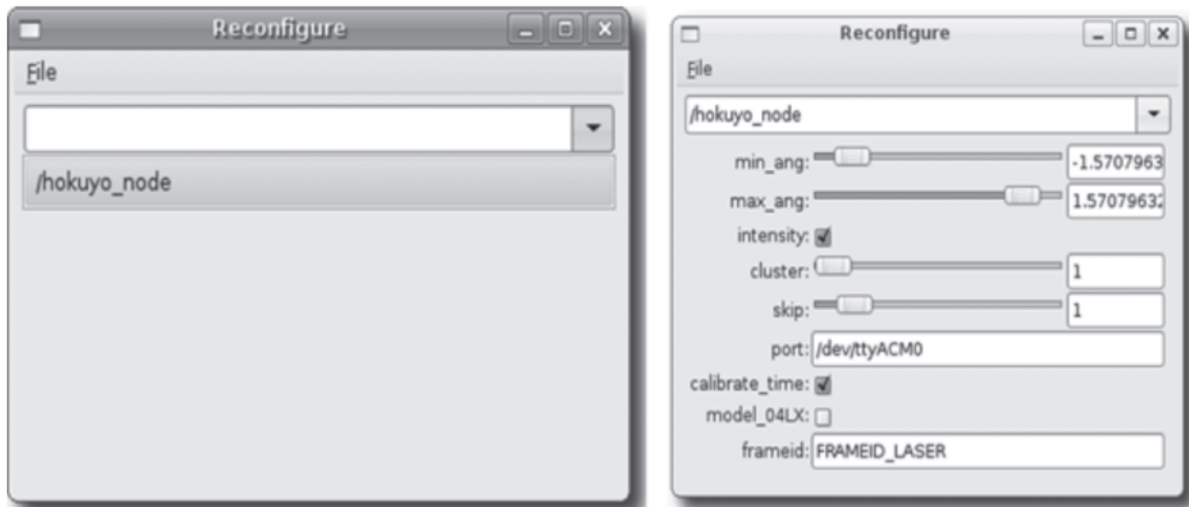 Reconfigure
File
/hokuyo_node
Reconfigure
File
/hokuyo_node
min_ang: -1.5707963
max_ang: 1.57079632
intensity:
cluster: 1
skip: 1
port: /dev/ttyACM0
calibrate_time:
model_04LX:
frameid: FRAMEID_LASER